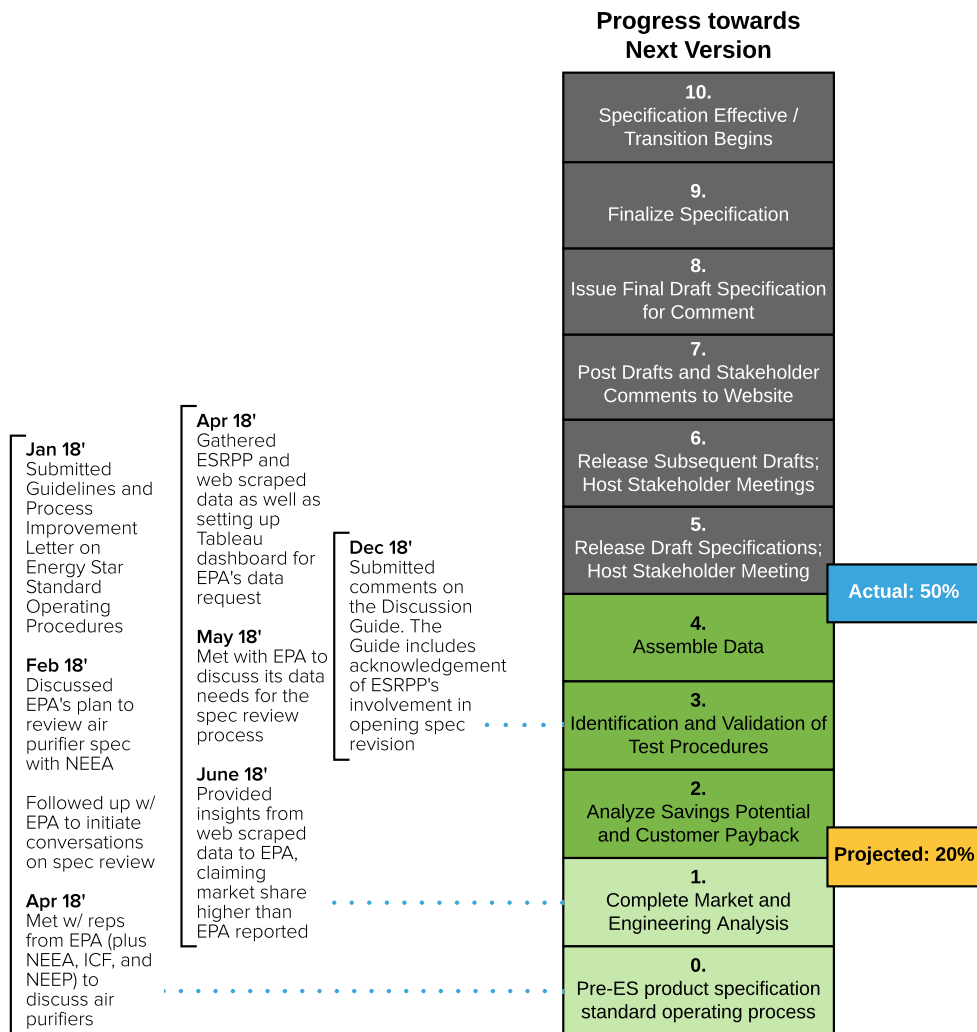 Progress towards
Next Version
10.
Specification Effective /
Transition Begins
9.
Finalize Specification
8.
Issue Final Draft Specification
for Comment
7.
Post Drafts and Stakeholder
Comments to Website
6.
Release Subsequent Drafts;
Host Stakeholder Meetings
5.
Release Draft Specifications;
Host Stakeholder Meeting
Actual: 50%
4.
Assemble Data
3.
Identification and Validation of
Test Procedures
2.
Analyze Savings Potential
and Customer Payback
Projected: 20%
1.
Complete Market and
Engineering Analysis
0.
Pre-ES product specification
standard operating process
Jan 18'
Submitted
Guidelines and
Process
Improvement
Letter on
Energy Star
Standard
Operating
Procedures
Feb 18'
Discussed
EPA's plan to
review air
purifier spec
with NEEA
Followed up w/
EPA to initiate
conversations
on spec review
Apr 18'
Met w/ reps
from EPA (plus
NEEA, ICF, and
NEEP) to
discuss air
purifiers
Apr 18'
Gathered
ESRPP and
web scraped
data as well as
setting up
Tableau
dashboard for
EPA's data
request
May 18'
Met with EPA to
discuss its data
needs for the
spec review
process
June 18'
Provided
insights from
web scraped
data to EPA,
claiming
market share
higher than
EPA reported
Dec 18'
Submitted
comments on
the Discussion
Guide. The
Guide includes
acknowledgement
of ESRPP's
involvement in
opening spec
revision